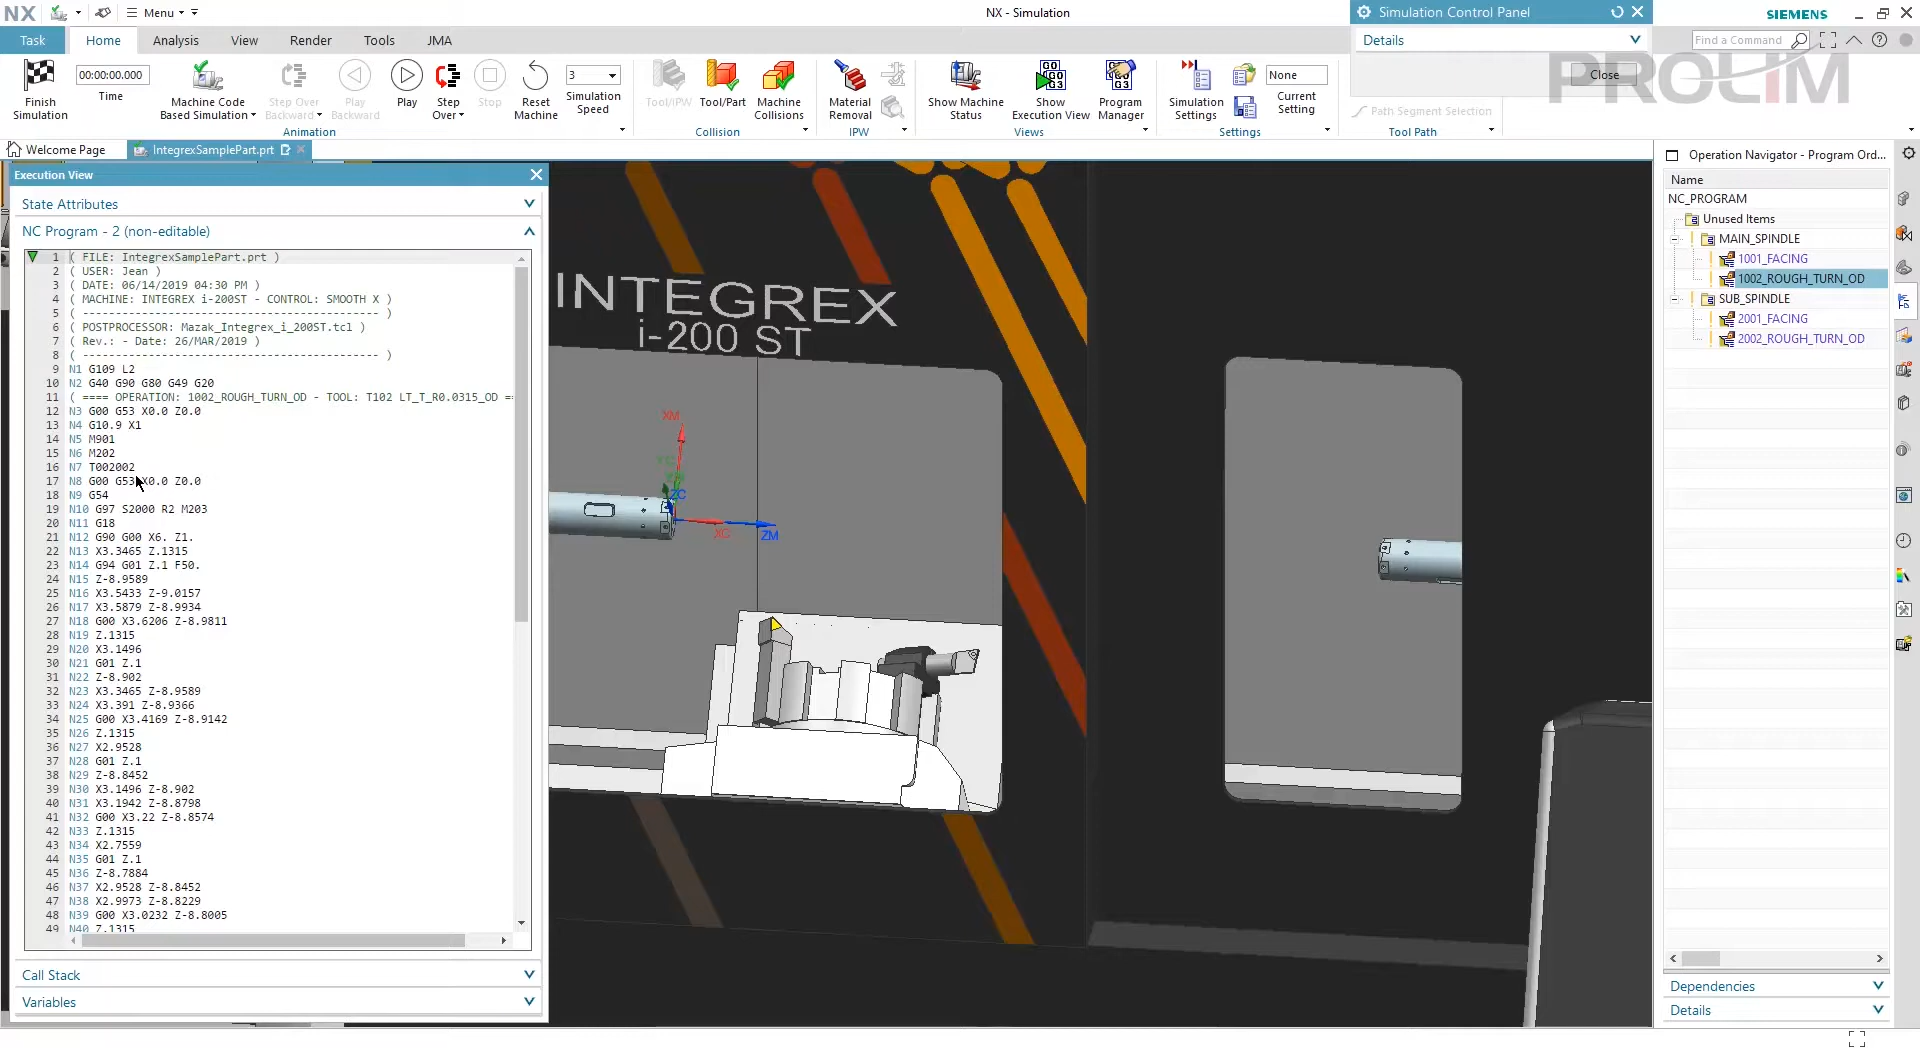 NX
Menu
NX - Simulation
Simulation Control Panel
SIEMENS
Task
Home
Analysis
View
Render
Tools
JMA
Details
Find a Command
00:00:00.000
Time
3
Simulation
Speed
None
Current
Setting
Close
PROLIM
Finish
Simulation
Machine Code
Based Simulation
Step Over
Backward
Play
Backward
Play
Step
Over
Stop
Reset
Machine
Tool/IPW
Tool/Part
Machine
Collisions
Material
Removal
Show Machine
Status
Show
Execution View
Program
Manager
Simulation
Settings
Path Segment Selection
Animation
Collision
IPW
Views
Settings
Tool Path
Welcome Page
IntegrexSamplePart.prt
Execution View
State Attributes
NC Program - 2 (non-editable)
1 ( FILE: IntegrexSamplePart.prt )
2 ( USER: Jean )
3 ( DATE: 06/14/2019 04:30 PM )
4 ( MACHINE: INTEGREX i-200ST - CONTROL: SMOOTH X )
5 ( --------------------------------------------- )
6 ( POSTPROCESSOR: Mazak_Integrex_i_200ST.tcl )
7 ( Rev.: - Date: 26/MAR/2019 )
8 ( --------------------------------------------- )
9 N1 G109 L2
10 N2 G40 G90 G80 G49 G20
11 ( ==== OPERATION: 1002_ROUGH_TURN_OD - TOOL: T102 LT_T_R0.0315_OD =
12 N3 G00 G53 X0.0 Z0.0
13 N4 G10.9 X1
14 N5 M901
15 N6 M202
16 N7 T002002
17 N8 G00 G53 X0.0 Z0.0
18 N9 G54
19 N10 G97 S2000 R2 M203
20 N11 G18
21 N12 G90 G00 X6. Z1.
22 N13 X3.3465 Z.1315
23 N14 G94 G01 Z.1 F50.
24 N15 Z-8.9589
25 N16 X3.5433 Z-9.0157
26 N17 X3.5879 Z-8.9934
27 N18 G00 X3.6206 Z-8.9811
28 N19 Z.1315
29 N20 X3.1496
30 N21 G01 Z.1
31 N22 Z-8.902
32 N23 X3.3465 Z-8.9589
33 N24 X3.391 Z-8.9366
34 N25 G00 X3.4169 Z-8.9142
35 N26 Z.1315
36 N27 X2.9528
37 N28 G01 Z.1
38 N29 Z-8.8452
39 N30 X3.1496 Z-8.902
40 N31 X3.1942 Z-8.8798
41 N32 G00 X3.22 Z-8.8574
42 N33 Z.1315
43 N34 X2.7559
44 N35 G01 Z.1
45 N36 Z-8.7884
46 N37 X2.9528 Z-8.8452
47 N38 X2.9973 Z-8.8229
48 N39 G00 X3.0232 Z-8.8005
49 N40 Z.1315
Call Stack
Variables
INTEGREX
i-200 ST
XM
ZC
XC
ZM
Operation Navigator - Program Ord...
Name
NC_PROGRAM
Unused Items
MAIN_SPINDLE
1001_FACING
1002_ROUGH_TURN_OD
SUB_SPINDLE
2001_FACING
2002_ROUGH_TURN_OD
Dependencies
Details